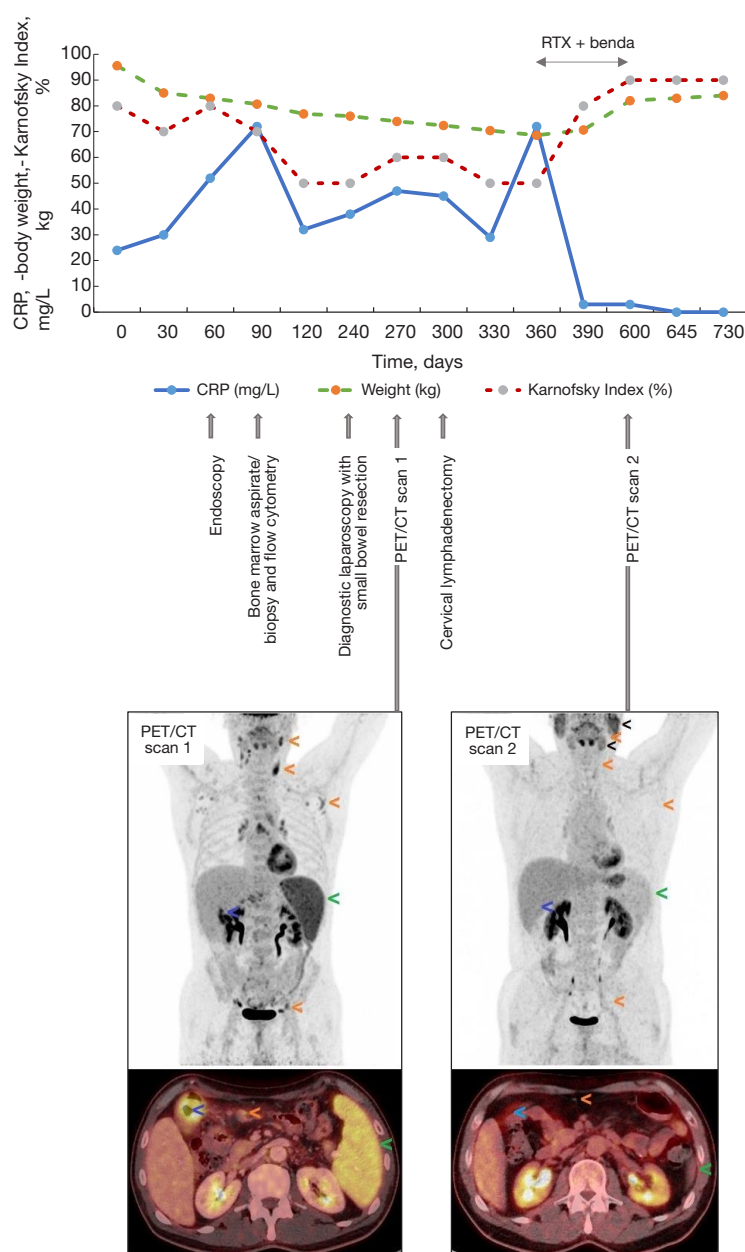 CRP, -body weight,- Karnofsky Index,
mg/L kg %
RTX + benda
100
90
80
70
60
50
40
30
20
10
0
0 30 60 90 120 240 270 300 330 360 390 600 645 730
Time, days
CRP (mg/L) Weight (kg) Karnofsky Index (%)
Endoscopy
Bone marrow aspirate/
biopsy and flow cytometry
Diagnostic laparoscopy with
small bowel resection
PET/CT scan 1
Cervical lymphadenectomy
PET/CT scan 2
PET/CT
scan 1
PET/CT
scan 2